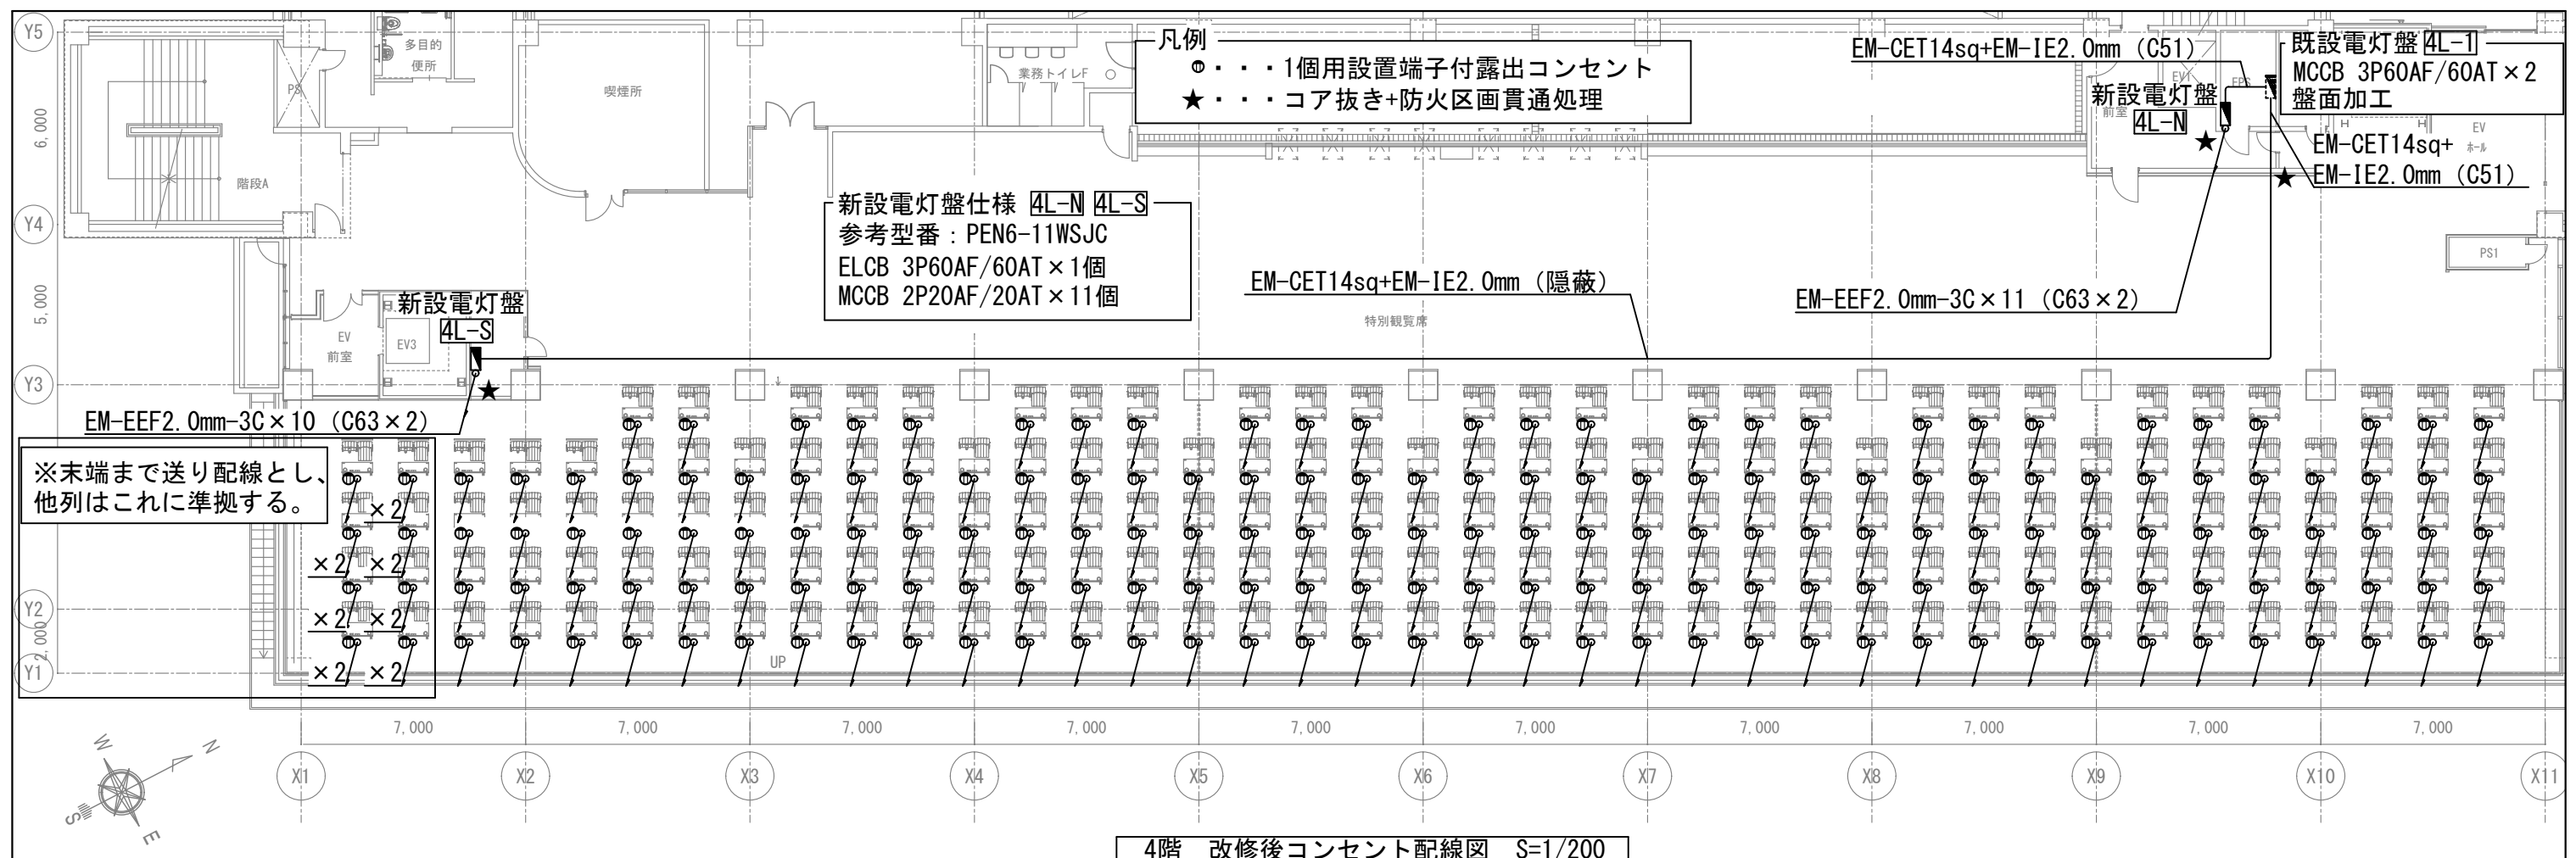 Y5
多目的
便所
PS
喫煙所
業務トイレF
凡例
・・・1個用設置端子付露出コンセント
★・・・コア抜き+防火区画貫通処理
EM-CET14sq+EM-IE2.0mm (C51)
既設電灯盤 4L-1
MCCB 3P60AF/60AT×2
盤面加工
EV1
EPS
新設電灯盤
4L-N
前室
★
EV
ホール
EM-CET14sq+
EM-IE2.0mm (C51)
★
6,000
階段A
新設電灯盤仕様 4L-N 4L-S
参考型番：PEN6-11WSJC
ELCB 3P60AF/60AT×1個
MCCB 2P20AF/20AT×11個
Y4
PS1
5,000
EM-CET14sq+EM-IE2.0mm (隠蔽)
EM-EEF2.0mm-3C×11 (C63×2)
特別観覧席
新設電灯盤
4L-S
EV
前室
EV3
Y3
★
EM-EEF2.0mm-3C×10 (C63×2)
※末端まで送り配線とし、
他列はこれに準拠する。
×2
×2 ×2
Y2
×2 ×2
2,000
Y1
×2 ×2
UP
7,000 7,000 7,000 7,000 7,000 7,000 7,000 7,000 7,000 7,000
W N
S E
X1 X2 X3 X4 X5 X6 X7 X8 X9 X10 X11
4階 改修後コンセント配線図 S=1/200